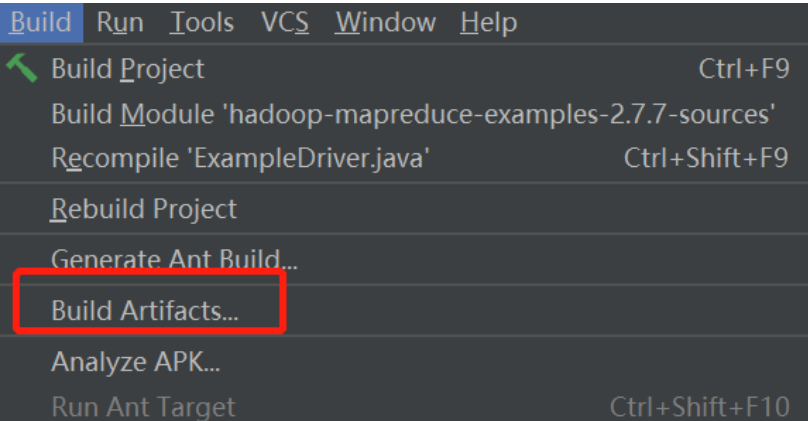 Build Run Tools VCS Window Help
Build Project Ctrl+F9
Build Module 'hadoop-mapreduce-examples-2.7.7-sources'
Recompile 'ExampleDriver.java' Ctrl+Shift+F9
Rebuild Project
Generate Ant Build...
Build Artifacts...
Analyze APK...
Run Ant Target Ctrl+Shift+F10